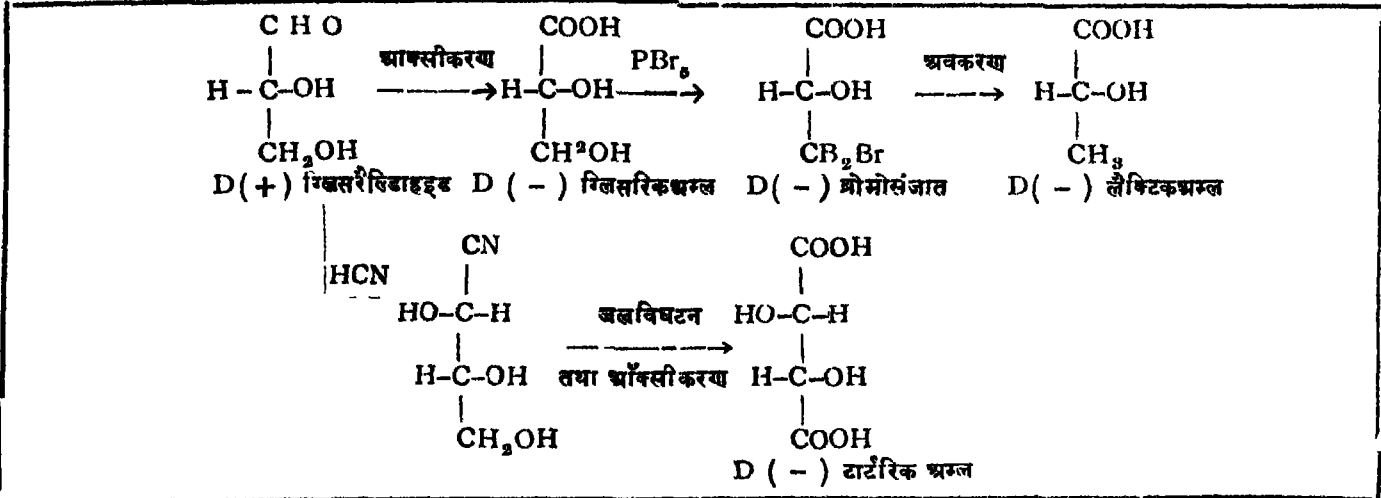 CHO COOH COOH COOH
| आक्सीकरण | PBr₅ | अवकरण |
H–C–OH ------→ H–C–OH ——→ H–C–OH ----→ H–C–OH
| | | |
CH₂OH CH²OH CB₂Br CH₃
D(+) ग्लिसरैल्डिहाइड D (–) ग्लिसरिकअम्ल D(–) ब्रोमोसंजात D(–) लैक्टिकअम्ल
CN COOH
HCN | |
HO–C–H जलविघटन HO–C–H
| ------→ |
H–C–OH तथा ऑक्सीकरण H–C–OH
| |
CH₂OH COOH
D (–) टार्टरिक अम्ल